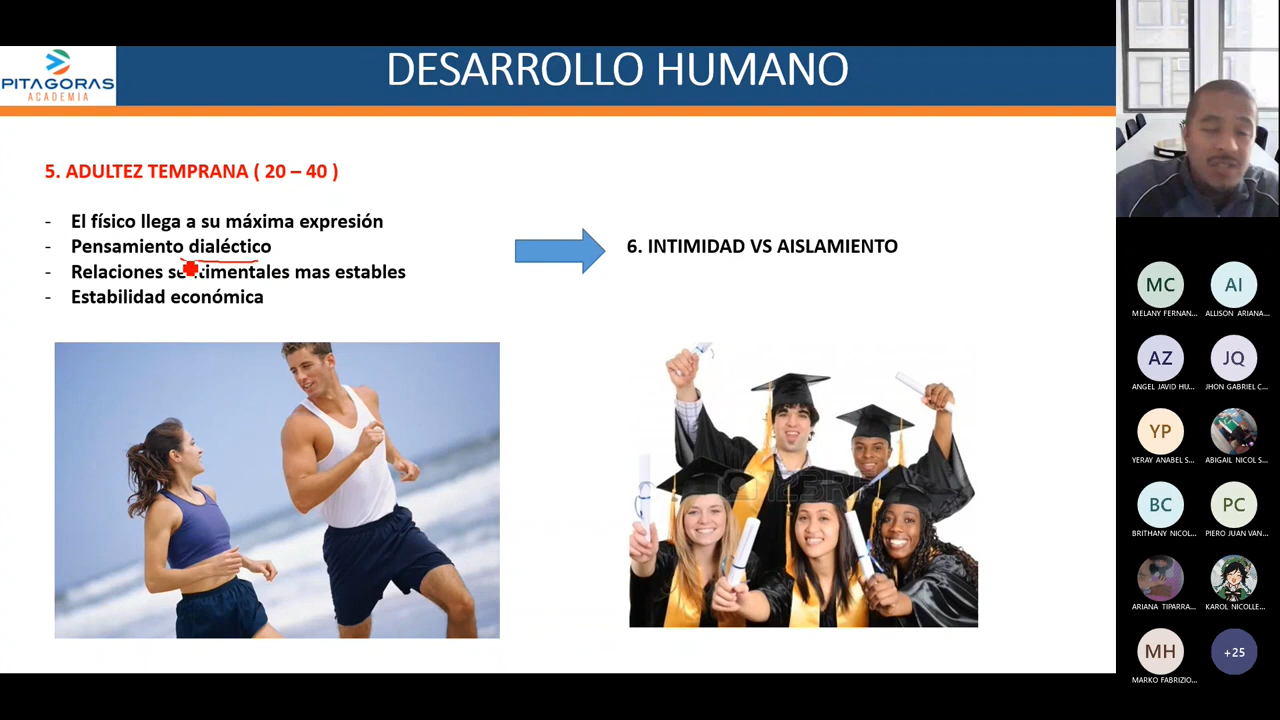 PITAGORAS
ACADEMIA
DESARROLLO HUMANO
5. ADULTEZ TEMPRANA ( 20 – 40 )
- El físico llega a su máxima expresión
- Pensamiento dialéctico
- Relaciones sentimentales mas estables
- Estabilidad económica
6. INTIMIDAD VS AISLAMIENTO
MC
AI
MELANY FERNAN...
ALLISON ARIANA...
AZ
JQ
ANGEL JAVID HU...
JHON GABRIEL C...
YP
YERAY ANABEL S...
ABIGAIL NICOL S...
BC
PC
BRITHANY NICOL...
PIERO JUAN VAN...
ARIANA TIPARRA...
KAROL NICOLLE...
MH
+25
MARKO FABRIZIO...